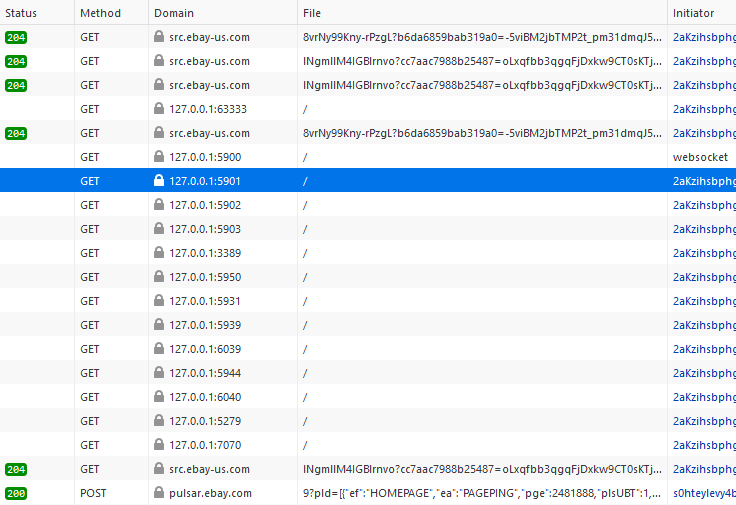 Status Method Domain File Initiator
204 GET src.ebay-us.com 8vrNy99Kny-rPzgL?b6da6859bab319a0=-5viBM2jbTMP2t_pm31dmqJ5... 2aKzihsbphg
204 GET src.ebay-us.com INgmIIM4IGBIrnvo?cc7aac7988b25487=oLxqfbb3qgqFjDxkw9CT0sKTj... 2aKzihsbphg
204 GET src.ebay-us.com INgmIIM4IGBIrnvo?cc7aac7988b25487=oLxqfbb3qgqFjDxkw9CT0sKTj... 2aKzihsbphg
GET 127.0.0.1:63333 / 2aKzihsbphg
204 GET src.ebay-us.com 8vrNy99Kny-rPzgL?b6da6859bab319a0=-5viBM2jbTMP2t_pm31dmqJ5... 2aKzihsbphg
GET 127.0.0.1:5900 / websocket
GET 127.0.0.1:5901 / 2aKzihsbphg
GET 127.0.0.1:5902 / 2aKzihsbphg
GET 127.0.0.1:5903 / 2aKzihsbphg
GET 127.0.0.1:3389 / 2aKzihsbphg
GET 127.0.0.1:5950 / 2aKzihsbphg
GET 127.0.0.1:5931 / 2aKzihsbphg
GET 127.0.0.1:5939 / 2aKzihsbphg
GET 127.0.0.1:6039 / 2aKzihsbphg
GET 127.0.0.1:5944 / 2aKzihsbphg
GET 127.0.0.1:6040 / 2aKzihsbphg
GET 127.0.0.1:5279 / 2aKzihsbphg
GET 127.0.0.1:7070 / 2aKzihsbphg
204 GET src.ebay-us.com INgmIIM4IGBIrnvo?cc7aac7988b25487=oLxqfbb3qgqFjDxkw9CT0sKTj... 2aKzihsbphg
200 POST pulsar.ebay.com 9?pld=[{"ef":"HOMEPAGE","ea":"PAGEPING","pge":2481888,"plsUBT":1,... s0hteylevy4b